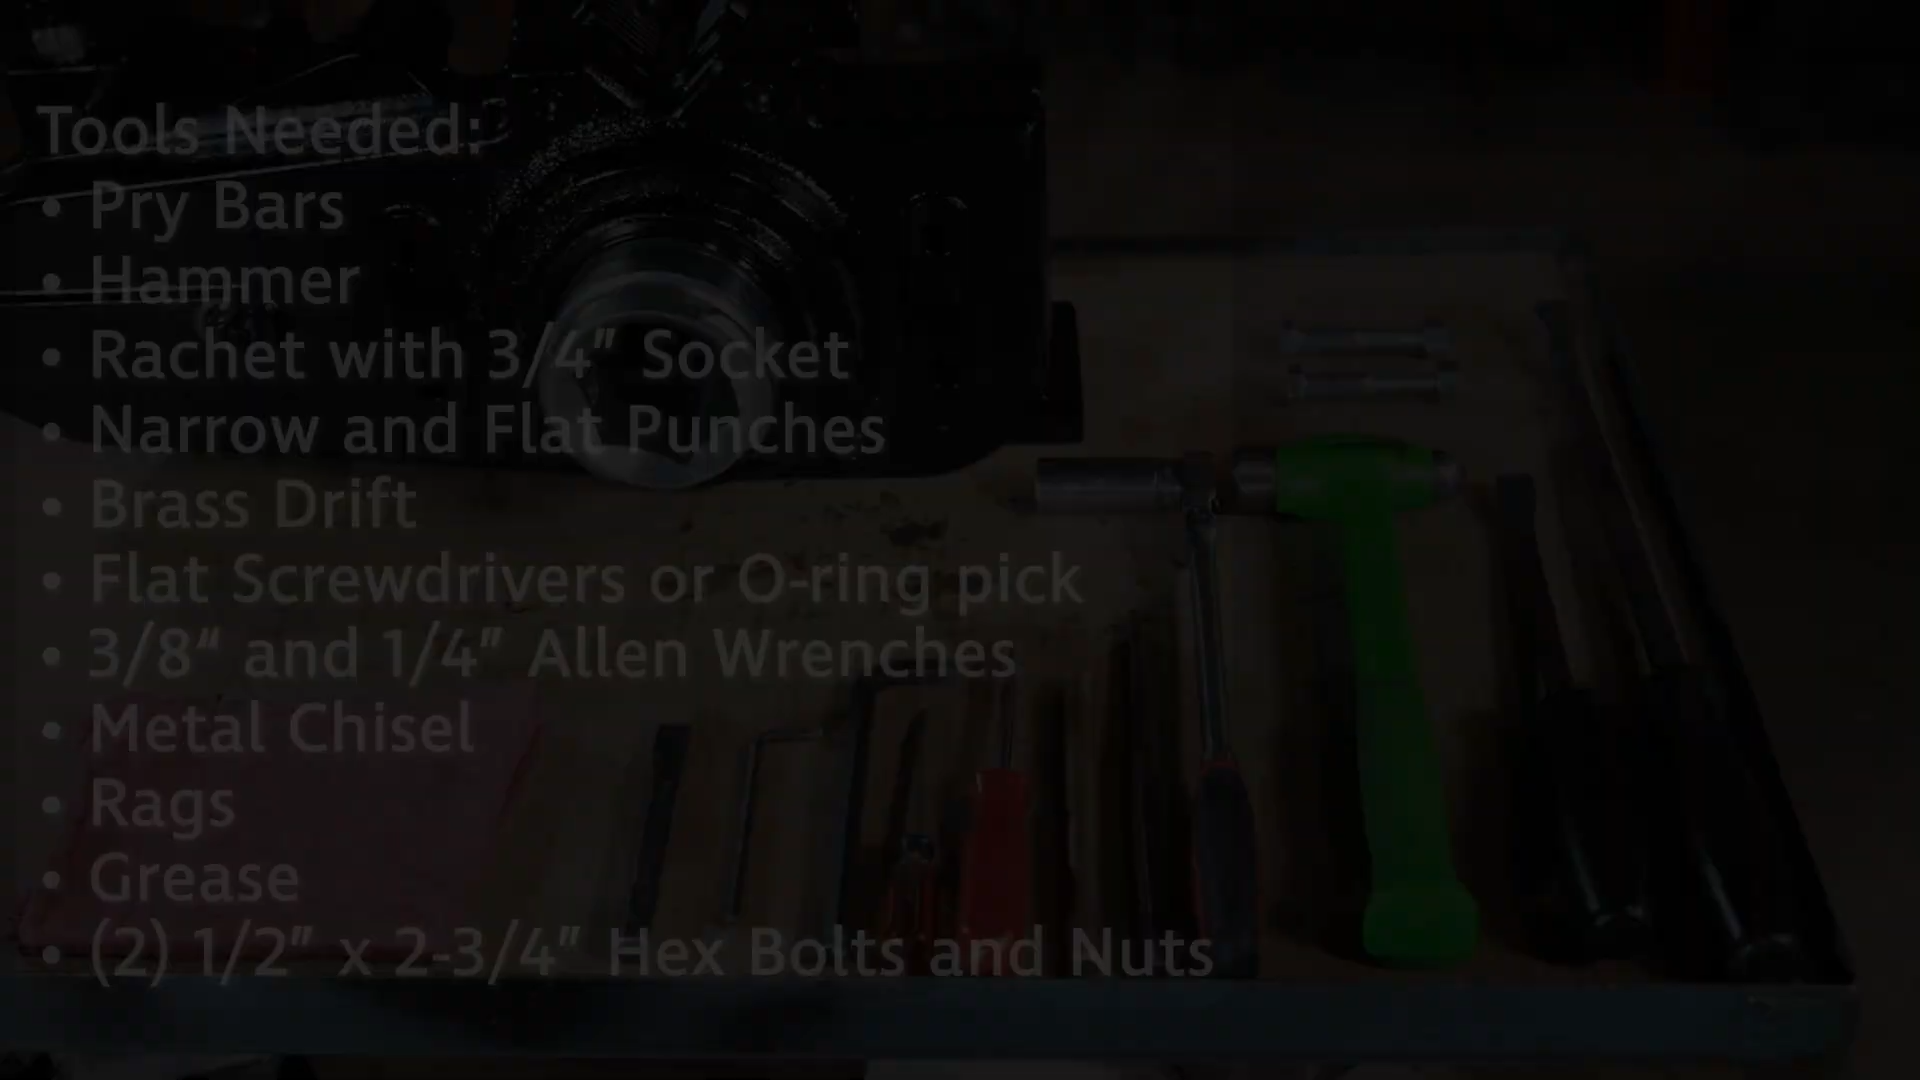 Tools Needed:
• Pry Bars
• Hammer
• Rachet with 3/4” Socket
• Narrow and Flat Punches
• Brass Drift
• Flat Screwdrivers or O-ring pick
• 3/8“ and 1/4” Allen Wrenches
• Metal Chisel
• Rags
• Grease
• (2) 1/2” x 2-3/4” Hex Bolts and Nuts